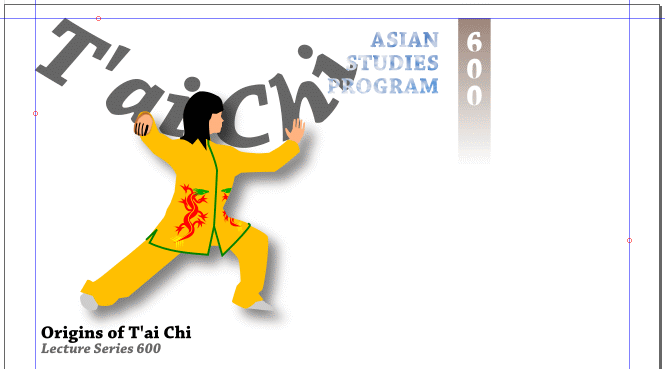 T'ai Chi
ASIAN
STUDIES
PROGRAM
6
0
0
Origins of T'ai Chi
Lecture Series 600